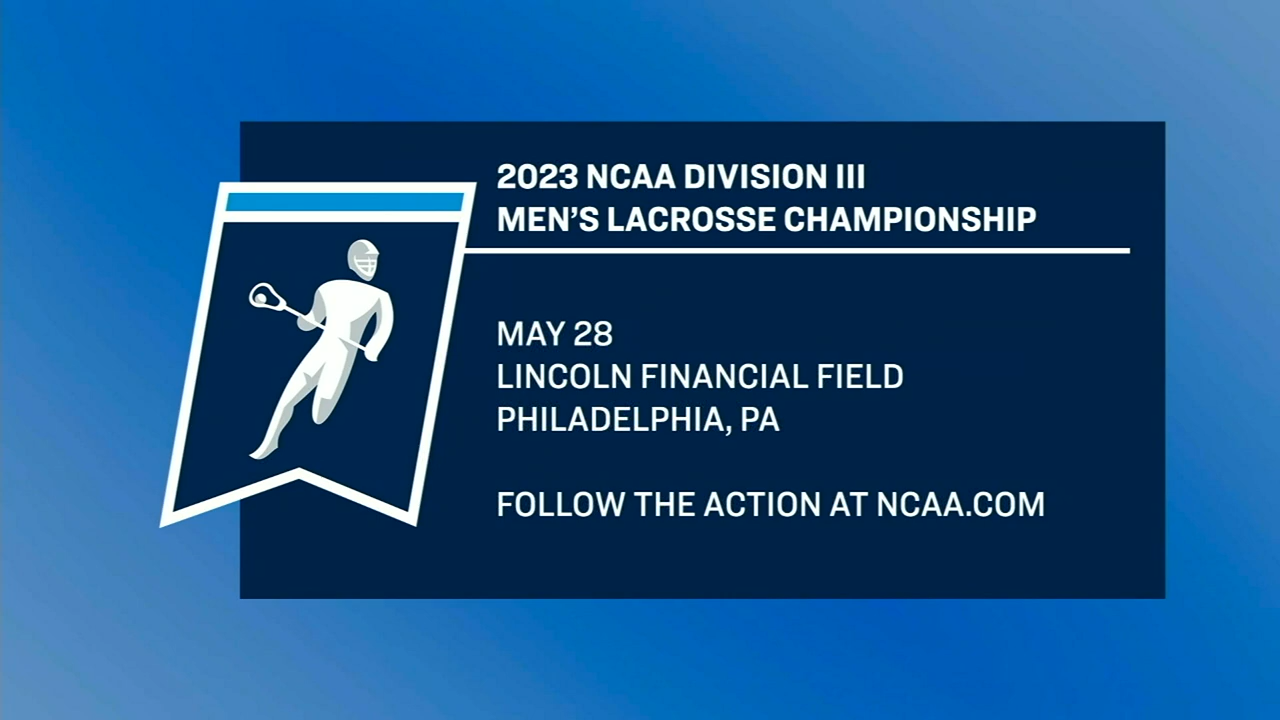 2023 NCAA DIVISION III
MEN’S LACROSSE CHAMPIONSHIP
MAY 28
LINCOLN FINANCIAL FIELD
PHILADELPHIA, PA
FOLLOW THE ACTION AT NCAA.COM